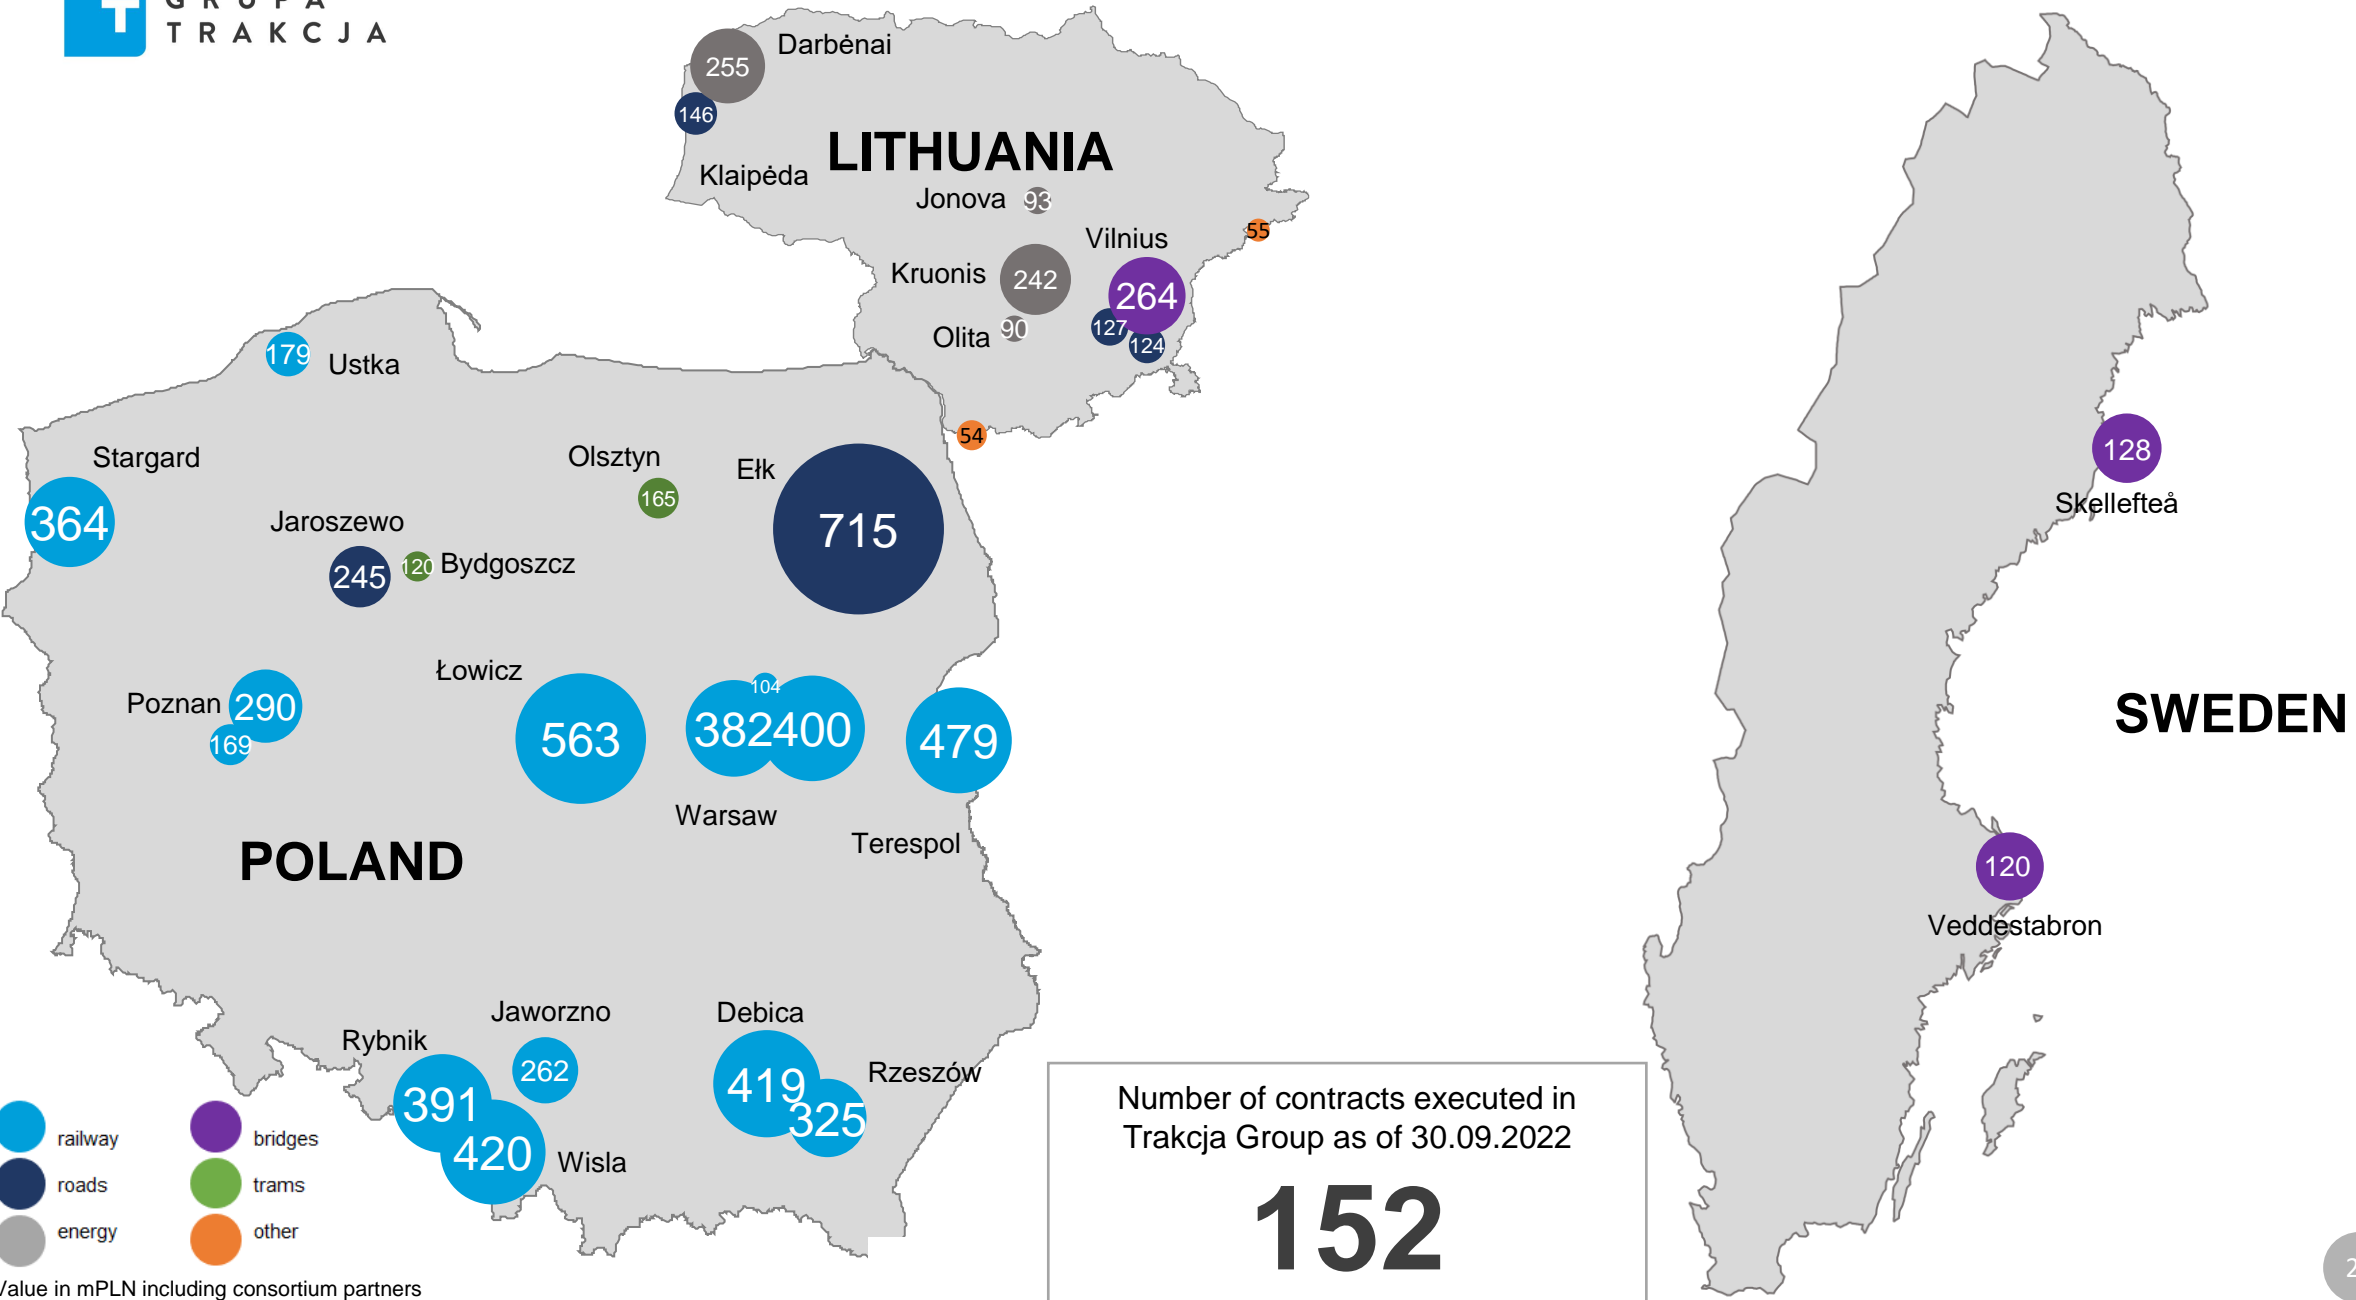 GRUPA
TRAKCJA
Darbėnai
255
146
LITHUANIA
Klaipėda
Jonova 93
55
Vilnius
Kruonis 242
264
Olita 90
127
124
179 Ustka
54
Stargard
364
Olsztyn
165
Ełk
715
Jaroszewo
245
120 Bydgoszcz
128
Skellefteå
Łowicz
563
Poznan 290
169
104
382 400
Warsaw
479
Terespol
SWEDEN
POLAND
120
Veddestabron
Jaworzno
262
Debica
419
Rybnik
391
Rzeszów
325
420 Wisla
railway
bridges
roads
trams
energy
other
Value in mPLN including consortium partners
Number of contracts executed in
Trakcja Group as of 30.09.2022
152